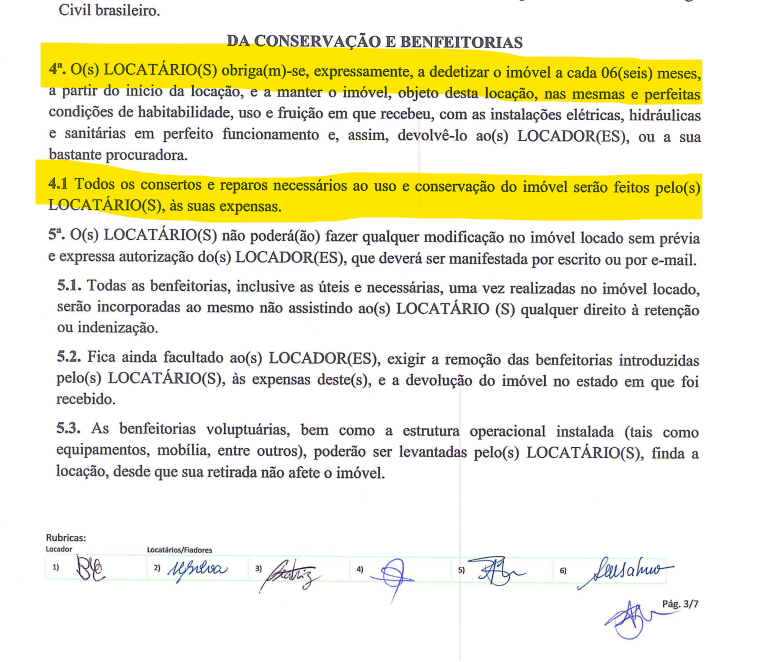 Civil brasileiro.
DA CONSERVAÇÃO E BENFEITORIAS
4ª. O(s) LOCATÁRIO(S) obriga(m)-se, expressamente, a dedetizar o imóvel a cada 06(seis) meses,
a partir do início da locação, e a manter o imóvel, objeto desta locação, nas mesmas e perfeitas
condições de habitabilidade, uso e fruição em que recebeu, com as instalações elétricas, hidráulicas
e sanitárias em perfeito funcionamento e, assim, devolvê-lo ao(s) LOCADOR(ES), ou a sua
bastante procuradora.
4.1 Todos os consertos e reparos necessários ao uso e conservação do imóvel serão feitos pelo(s)
LOCATÁRIO(S), às suas expensas.
5ª. O(s) LOCATÁRIO(S) não poderá(ão) fazer qualquer modificação no imóvel locado sem prévia
e expressa autorização do(s) LOCADOR(ES), que deverá ser manifestada por escrito ou por e-mail.
5.1. Todas as benfeitorias, inclusive as úteis e necessárias, uma vez realizadas no imóvel locado,
serão incorporadas ao mesmo não assistindo ao(s) LOCATÁRIO (S) qualquer direito à retenção
ou indenização.
5.2. Fica ainda facultado ao(s) LOCADOR(ES), exigir a remoção das benfeitorias introduzidas
pelo(s) LOCATÁRIO(S), às expensas deste(s), e a devolução do imóvel no estado em que foi
recebido.
5.3. As benfeitorias voluptuárias, bem como a estrutura operacional instalada (tais como
equipamentos, mobília, entre outros), poderão ser levantadas pelo(s) LOCATÁRIO(S), finda a
locação, desde que sua retirada não afete o imóvel.
Rubricas:
Locador Locatários/Fiadores
1) 2) 3) Beatriz 4) 5) 6)
Pág. 3/7